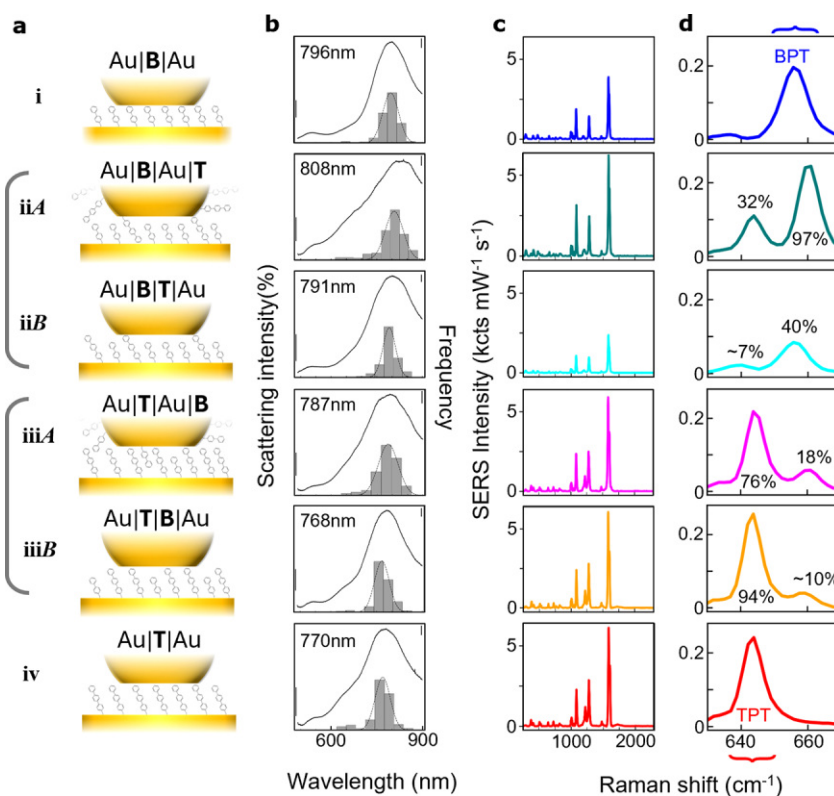 a
b
c
d
Au|B|Au
i
796nm
5
0
0.2
0
BPT
Au|B|Au|T
iiA
808nm
5
0
0.2
0
32%
97%
Au|B|T|Au
iiB
791nm
5
0
0.2
0
~7%
40%
Au|T|Au|B
iiiA
787nm
5
0
0.2
0
76%
18%
Au|T|B|Au
iiiB
768nm
5
0
0.2
0
94%
~10%
Au|T|Au
iv
770nm
5
0
0.2
0
TPT
Scattering intensity(%)
Frequency
SERS Intensity (kcts mW-1 s-1)
600 900
1000 2000
640 660
Wavelength (nm)
Raman shift (cm-1)